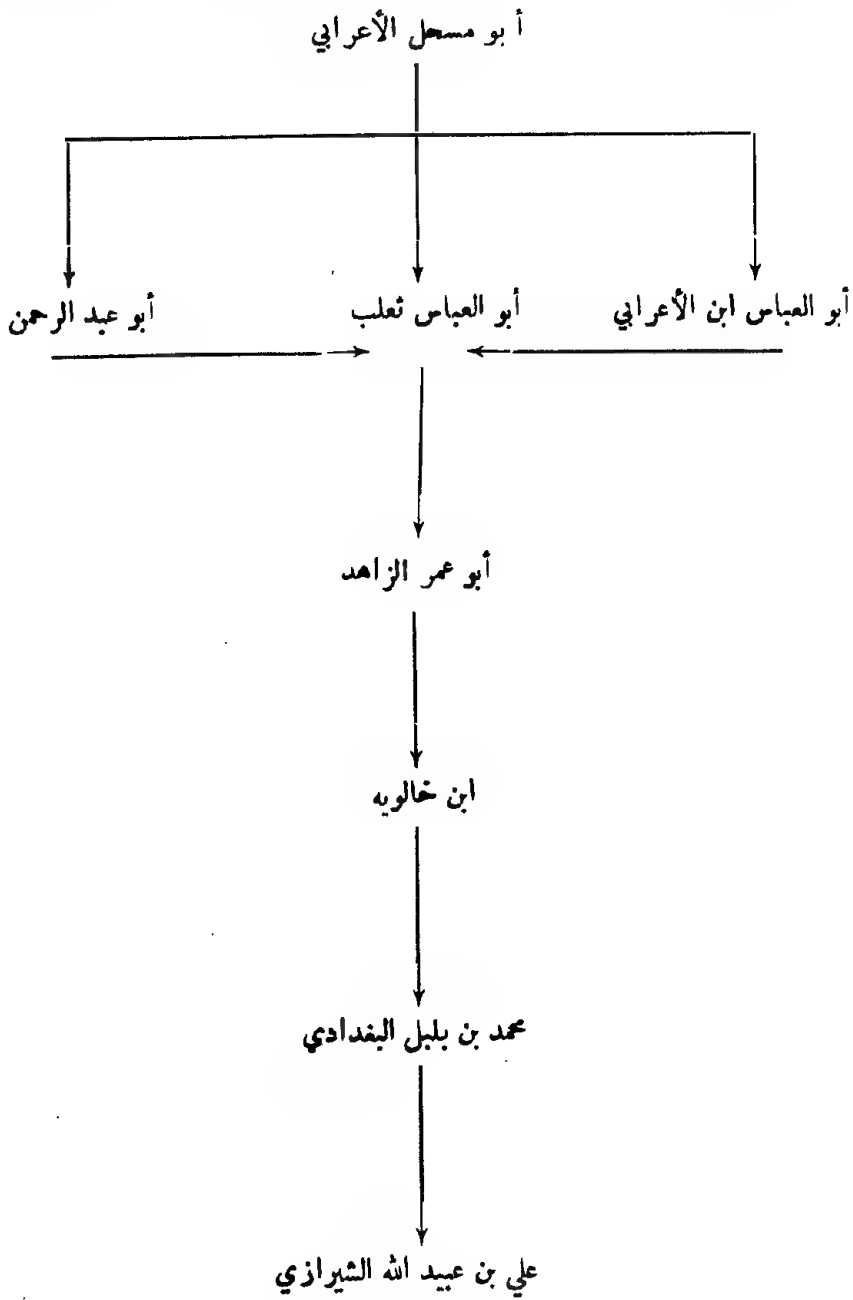 أبو مسحل الأعرابي
أبو العباس ابن الأعرابي أبو العباس ثعلب أبو عبد الرحمن
أبو عمر الزاهد
ابن خالويه
محمد بن بلبل البغدادي
علي بن عبيد الله الشيرازي